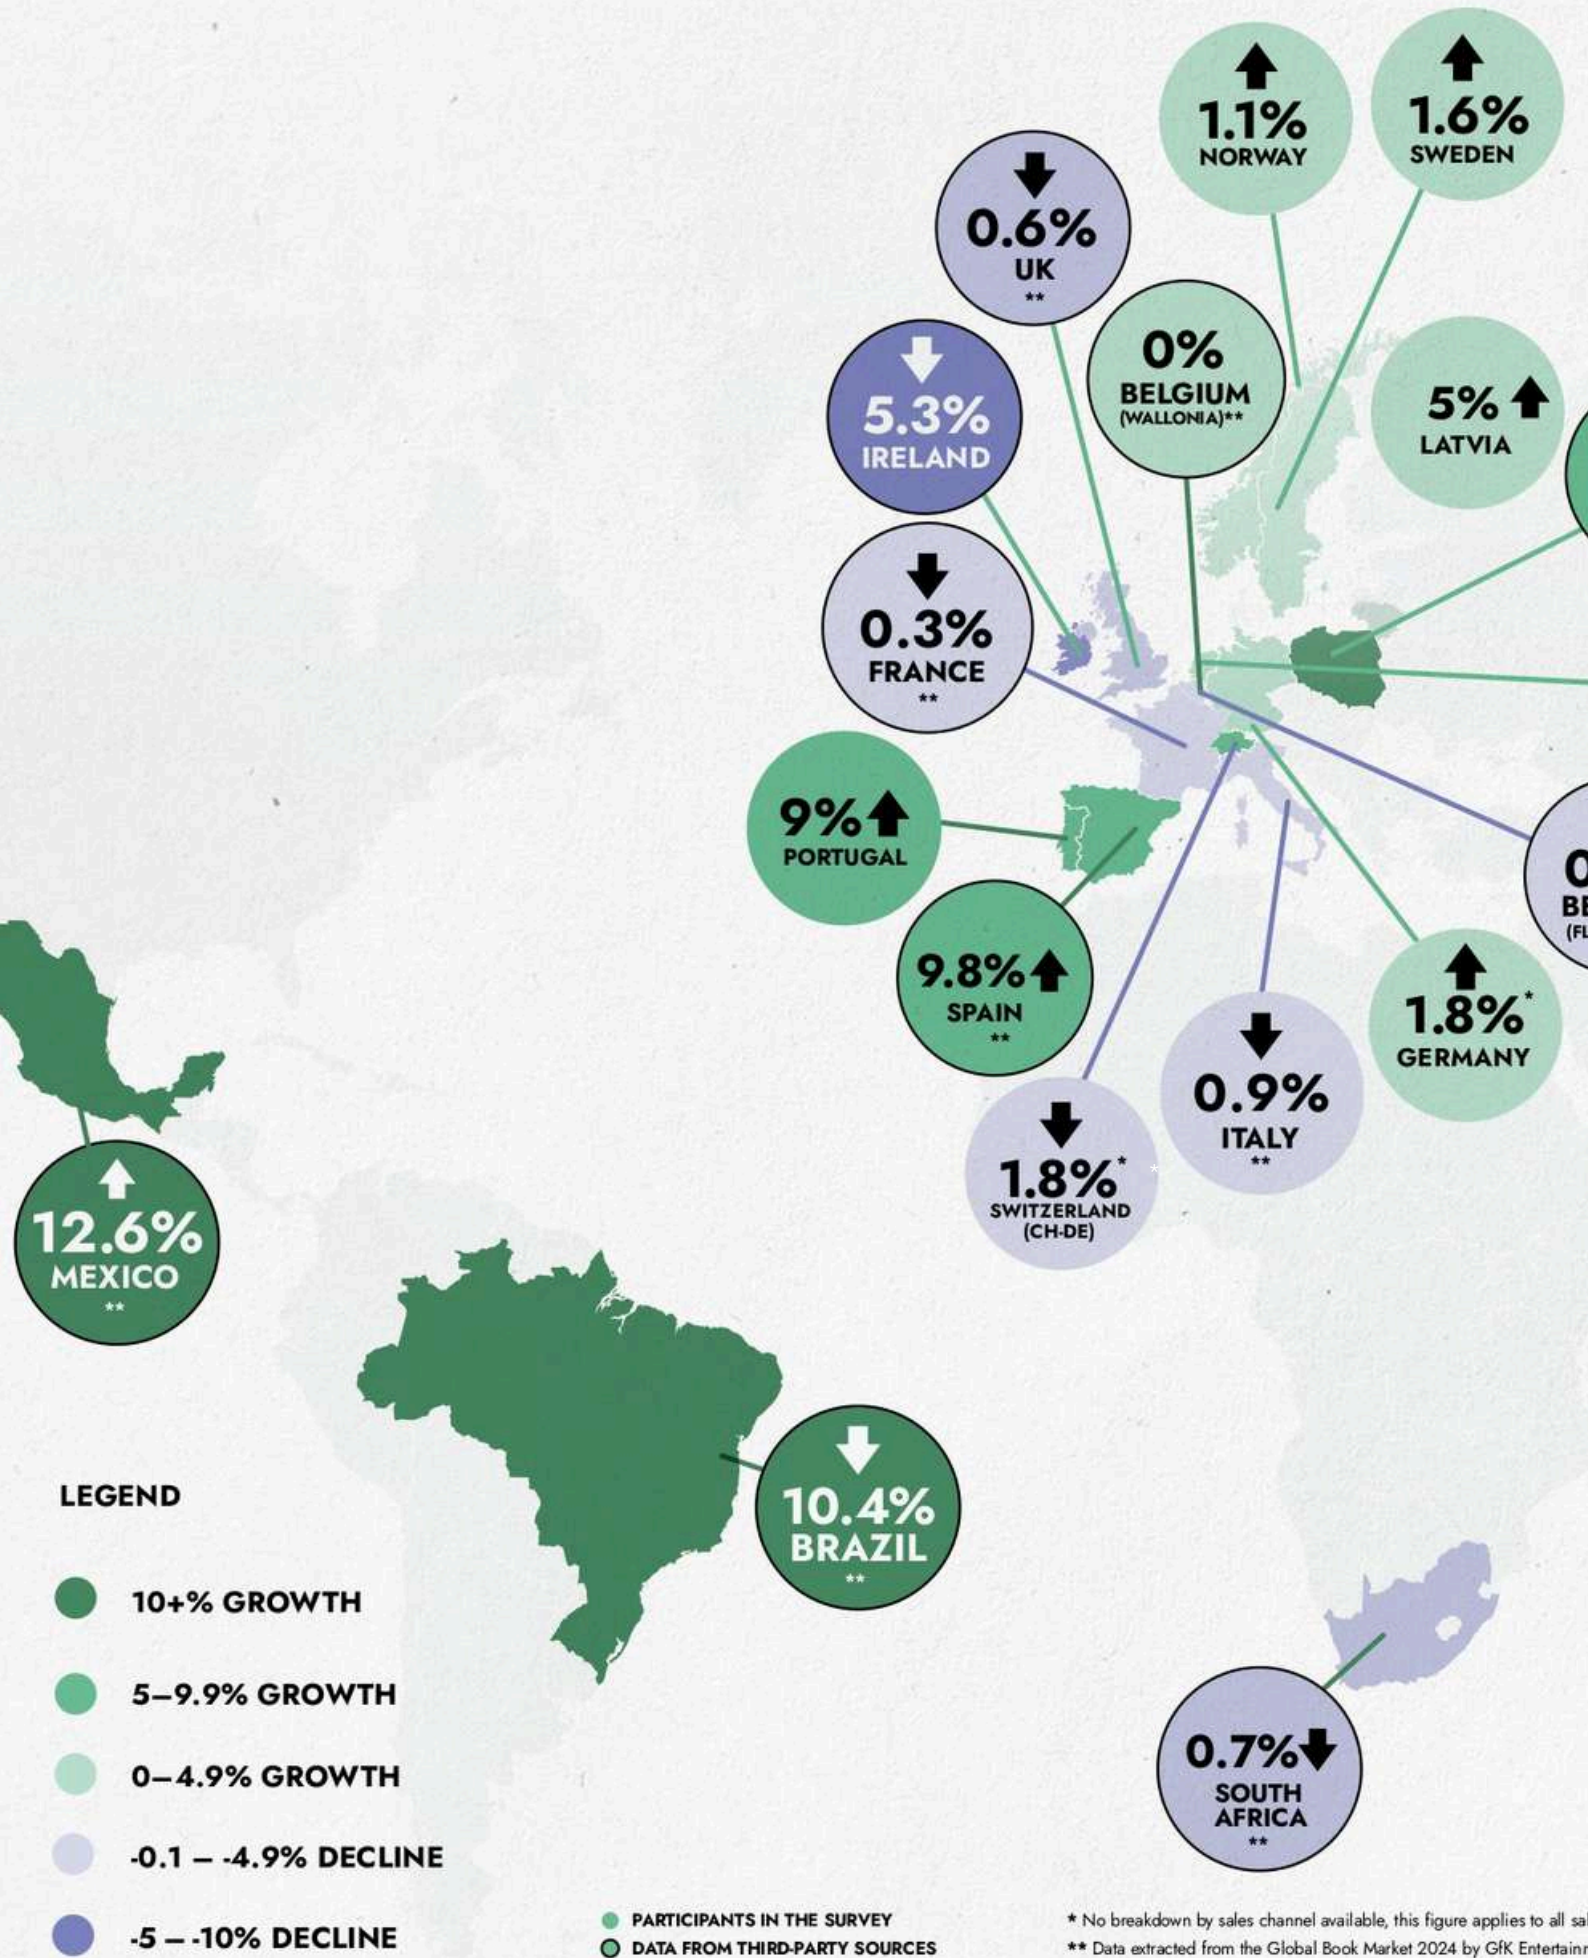 1.1%
NORWAY
1.6%
SWEDEN
0.6%
UK
**
0%
BELGIUM
(WALLONIA)**
5%
LATVIA
5.3%
IRELAND
0.3%
FRANCE
**
9%
PORTUGAL
9.8%
SPAIN
**
0
BE
(FL
1.8%*
GERMANY
0.9%
ITALY
**
1.8%*
*
SWITZERLAND
(CH-DE)
12.6%
MEXICO
**
10.4%
BRAZIL
**
0.7%
SOUTH
AFRICA
**
LEGEND
10+% GROWTH
5–9.9% GROWTH
0–4.9% GROWTH
-0.1 – -4.9% DECLINE
-5 – -10% DECLINE
PARTICIPANTS IN THE SURVEY
DATA FROM THIRD-PARTY SOURCES
* No breakdown by sales channel available, this figure applies to all sal
** Data extracted from the Global Book Market 2024 by GfK Entertainm